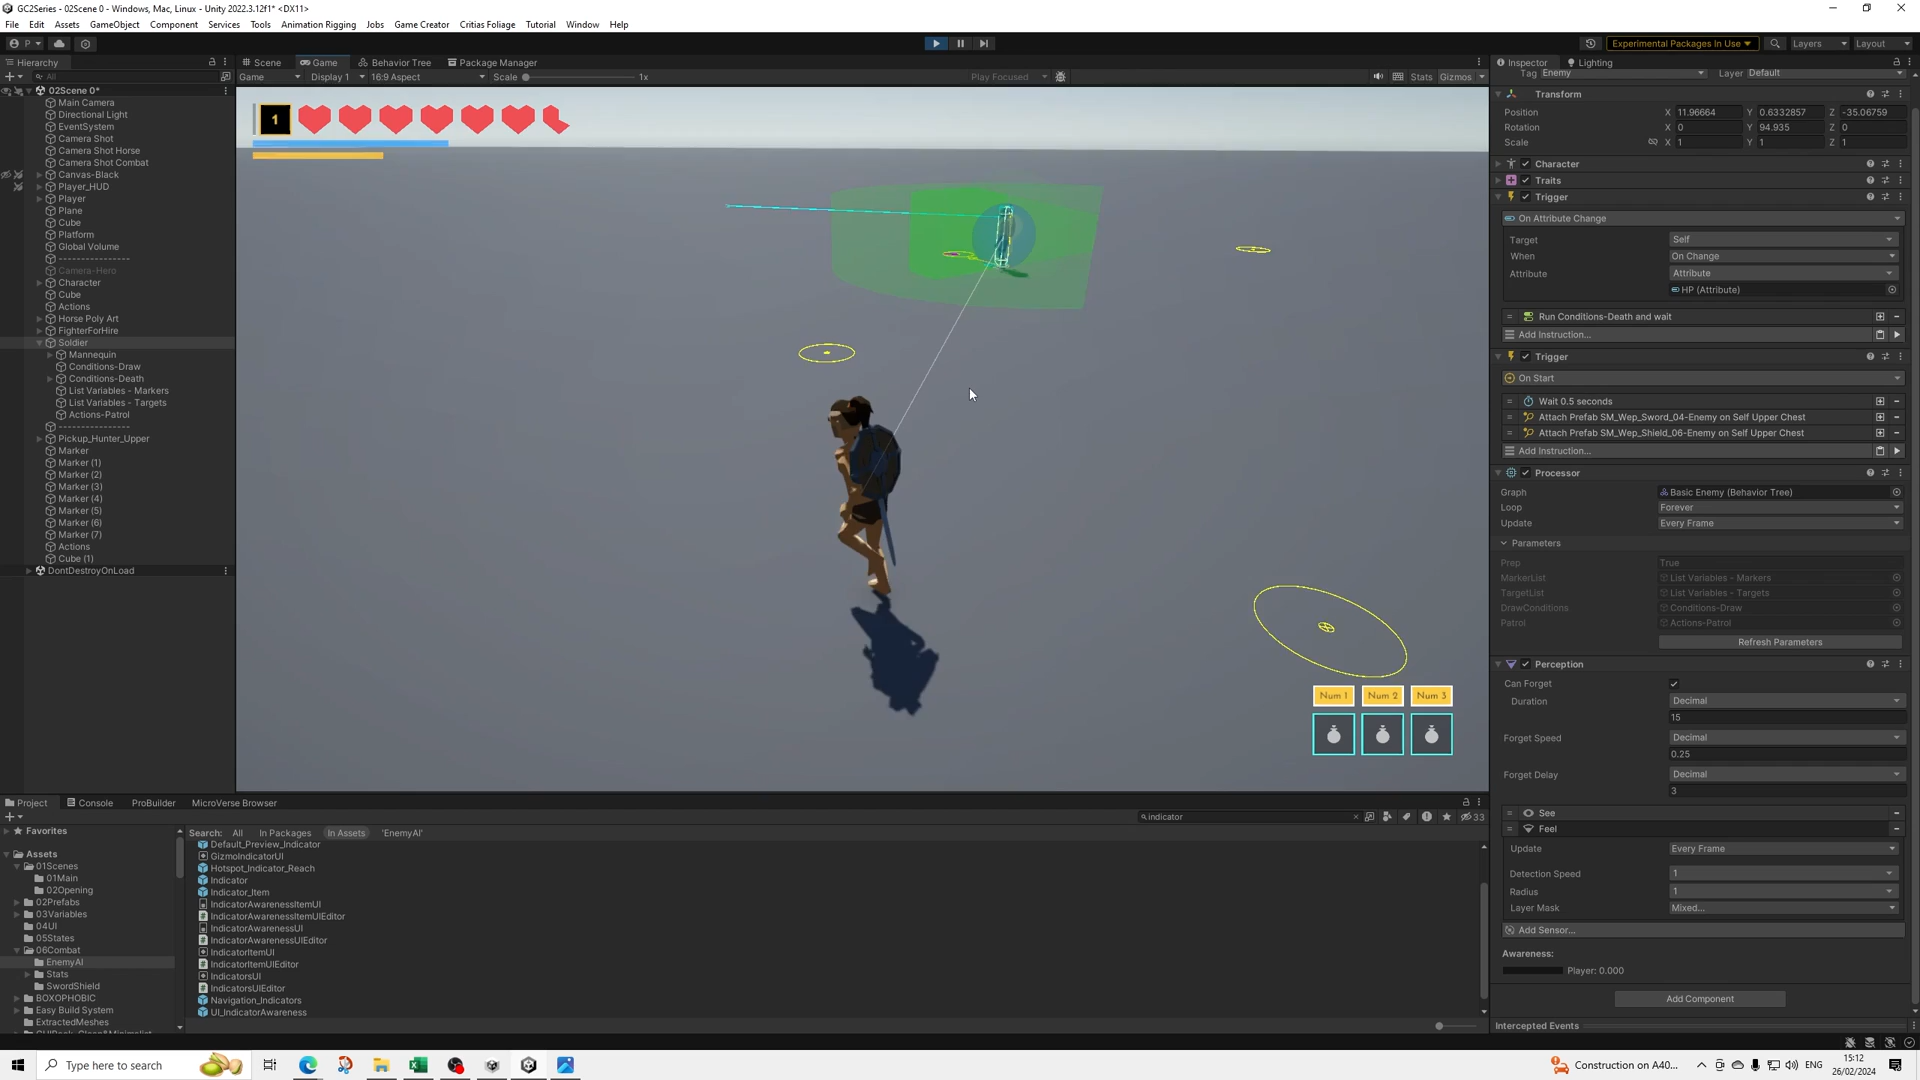 GC2Series - 02Scene 0 - Windows, Mac, Linux - Unity 2022.3.12f1* <DX11>
File Edit Assets GameObject Component Services Tools Animation Rigging Jobs Game Creator Critias Foliage Tutorial Window Help
P Experimental Packages In Use Layers Layout
Hierarchy Scene Game Behavior Tree Package Manager Inspector Lighting
All Game Display 1 16:9 Aspect Scale 1x Play Focused Stats Gizmos
Tag Enemy Layer Default
02Scene 0*
Main Camera
Directional Light
EventSystem
Camera Shot
Camera Shot Horse
Camera Shot Combat
Canvas-Black
Player_HUD
Player
Plane
Cube
Platform
Global Volume
----------------
Camera-Hero
Character
Cube
Actions
Horse Poly Art
FighterForHire
Soldier
Mannequin
Conditions-Draw
Conditions-Death
List Variables - Markers
List Variables - Targets
Actions-Patrol
----------------
Pickup_Hunter_Upper
Marker
Marker (1)
Marker (2)
Marker (3)
Marker (4)
Marker (5)
Marker (6)
Marker (7)
Actions
Cube (1)
DontDestroyOnLoad
1
Num 1 Num 2 Num 3
Transform
Position X 11.96664 Y 0.6332857 Z -35.06759
Rotation X 0 Y 94.935 Z 0
Scale X 1 Y 1 Z 1
Character
Traits
Trigger
On Attribute Change
Target Self
When On Change
Attribute Attribute
HP (Attribute)
Run Conditions-Death and wait
Add Instruction...
Trigger
On Start
Wait 0.5 seconds
Attach Prefab SM_Wep_Sword_04-Enemy on Self Upper Chest
Attach Prefab SM_Wep_Shield_06-Enemy on Self Upper Chest
Add Instruction...
Processor
Graph Basic Enemy (Behavior Tree)
Loop Forever
Update Every Frame
Parameters
Prep True
MarkerList List Variables - Markers
TargetList List Variables - Targets
DrawConditions Conditions-Draw
Patrol Actions-Patrol
Refresh Parameters
Perception
Can Forget
Duration Decimal
15
Forget Speed Decimal
0.25
Forget Delay Decimal
3
See
Feel
Update Every Frame
Detection Speed 1
Radius 1
Layer Mask Mixed...
Add Sensor...
Awareness:
Player: 0.000
Add Component
Intercepted Events
Project Console ProBuilder MicroVerse Browser
indicator 33
Favorites
Assets
01Scenes
01Main
02Opening
02Prefabs
03Variables
04UI
05States
06Combat
EnemyAI
Stats
SwordShield
BOXOPHOBIC
Easy Build System
ExtractedMeshes
Search: All In Packages In Assets 'EnemyAI'
Default_Preview_Indicator
GizmoIndicatorUI
Hotspot_Indicator_Reach
Indicator
Indicator_Item
IndicatorAwarenessItemUI
IndicatorAwarenessItemUIEditor
IndicatorAwarenessUI
IndicatorAwarenessUIEditor
IndicatorItemUI
IndicatorItemUIEditor
IndicatorsUI
IndicatorsUIEditor
Navigation_Indicators
UI_IndicatorAwareness
Type here to search Construction on A40... ENG 15:12
26/02/2024